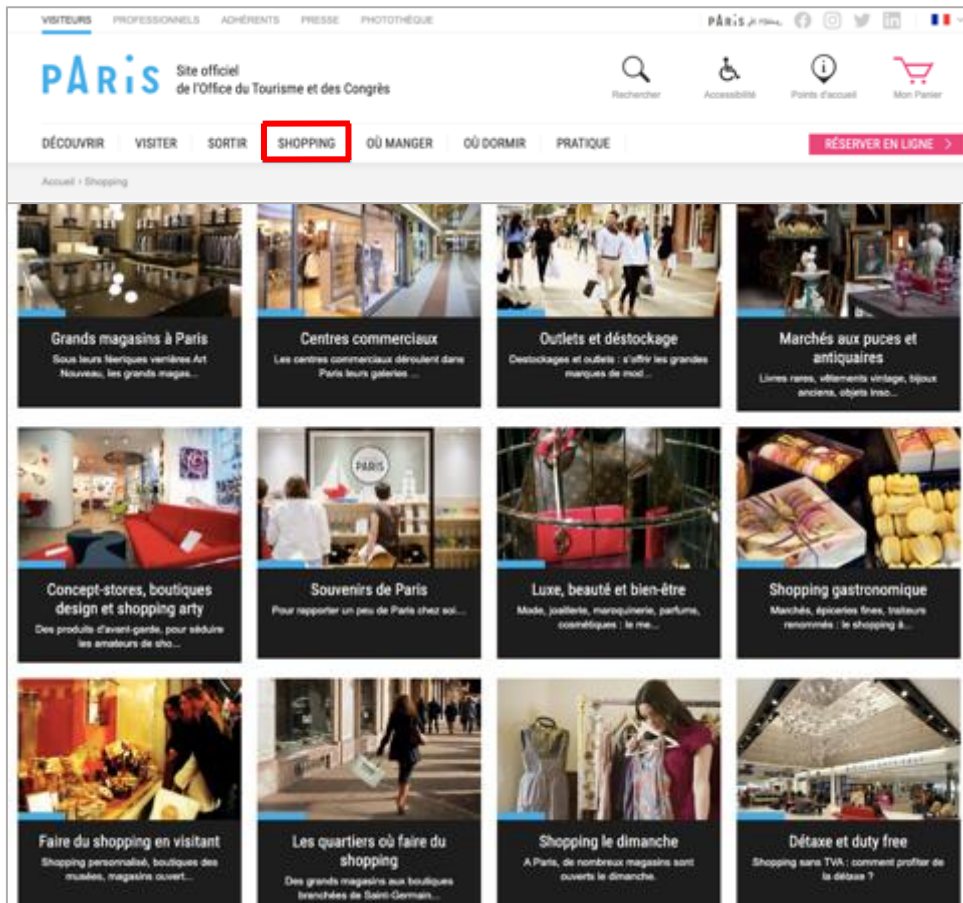 VISITEURS PROFESSIONNELS ADHÉRENTS PRESSE PHOTOTHÈQUE
PARIS je t'aime
PARIS
Site officiel
de l'Office du Tourisme et des Congrès
Rechercher Accessibilité Points d'accueil Mon Panier
DÉCOUVRIR VISITER SORTIR SHOPPING OÙ MANGER OÙ DORMIR PRATIQUE RÉSERVER EN LIGNE >
Accueil › Shopping
Grands magasins à Paris
Sous leurs féeriques verrières Art
Nouveau, les grands magas...
Centres commerciaux
Les centres commerciaux déroulent dans
Paris leurs galeries ...
Outlets et déstockage
Destockages et outlets : s'offrir les grandes
marques de mod...
Marchés aux puces et
antiquaires
Livres rares, vêtements vintage, bijoux
anciens, objets inso...
Concept-stores, boutiques
design et shopping arty
Des produits d'avant-garde, pour séduire
les amateurs de sho...
PARIS
Souvenirs de Paris
Pour rapporter un peu de Paris chez soi...
Luxe, beauté et bien-être
Mode, joaillerie, maroquinerie, parfums,
cosmétiques : le me...
Shopping gastronomique
Marchés, épiceries fines, traiteurs
renommés : le shopping à...
Faire du shopping en visitant
Shopping personnalisé, boutiques des
musées, magasins ouvert...
Les quartiers où faire du
shopping
Des grands magasins aux boutiques
branchées de Saint-Germain...
Shopping le dimanche
A Paris, de nombreux magasins sont
ouverts le dimanche.
Détaxe et duty free
Shopping sans TVA : comment profiter de
la détaxe ?